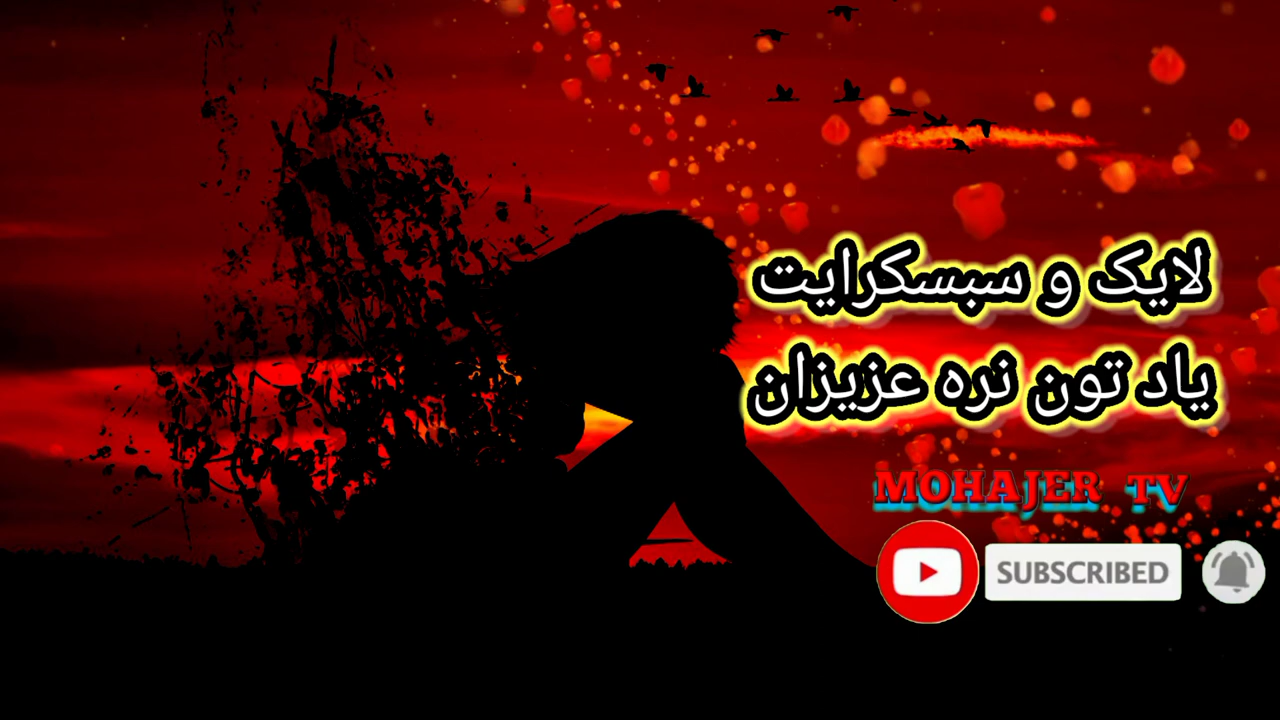 لایک و سبسکرایت
یاد تون نره عزیزان
MOHAJER TV
SUBSCRIBED